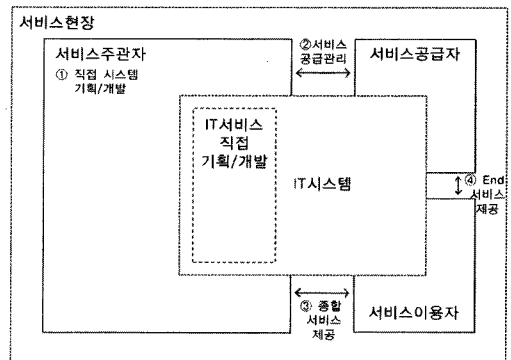 서비스현장
서비스주관자
① 직접 시스템
기획/개발
②서비스
공급관리
서비스공급자
IT서비스
직접
기획/개발
IT시스템
④ End
서비스
제공
③ 종합
서비스
제공
서비스이용자